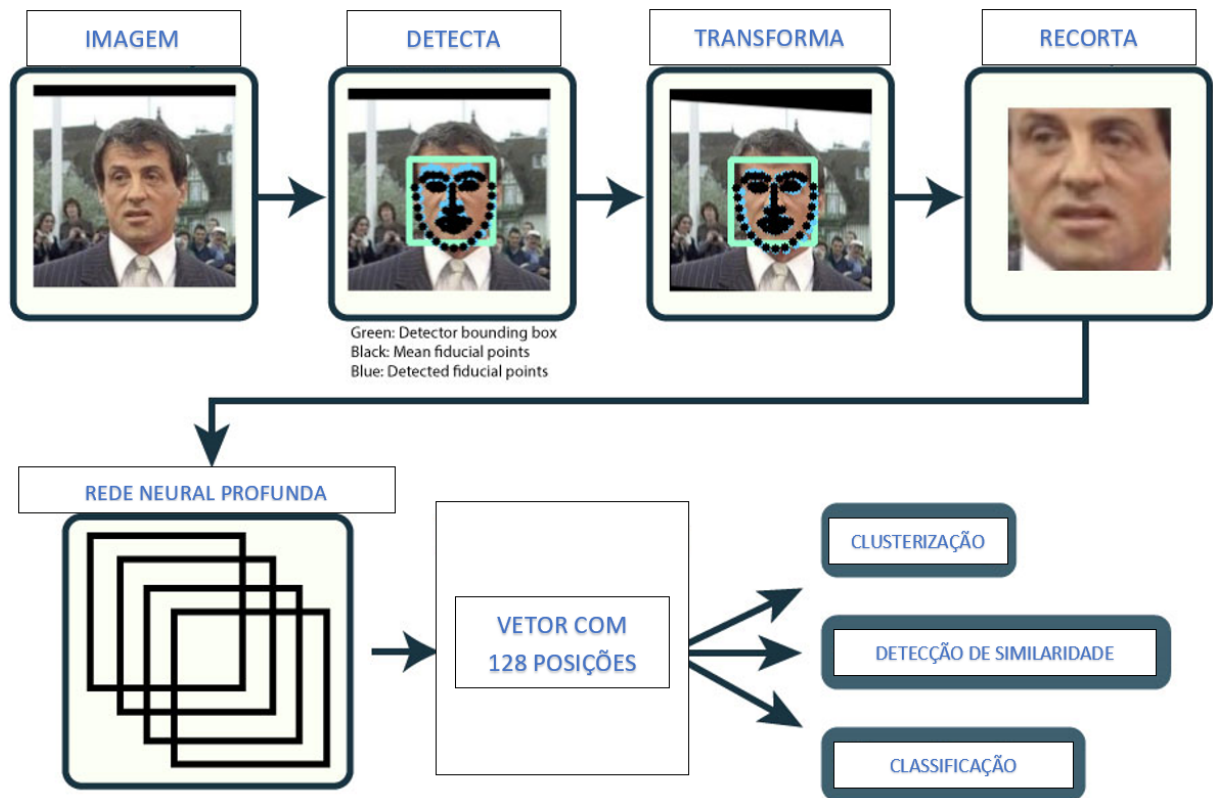 IMAGEM
DETECTA
TRANSFORMA
RECORTA
Green: Detector bounding box
Black: Mean fiducial points
Blue: Detected fiducial points
REDE NEURAL PROFUNDA
VETOR COM
128 POSIÇÕES
CLUSTERIZAÇÃO
DETECÇÃO DE SIMILARIDADE
CLASSIFICAÇÃO